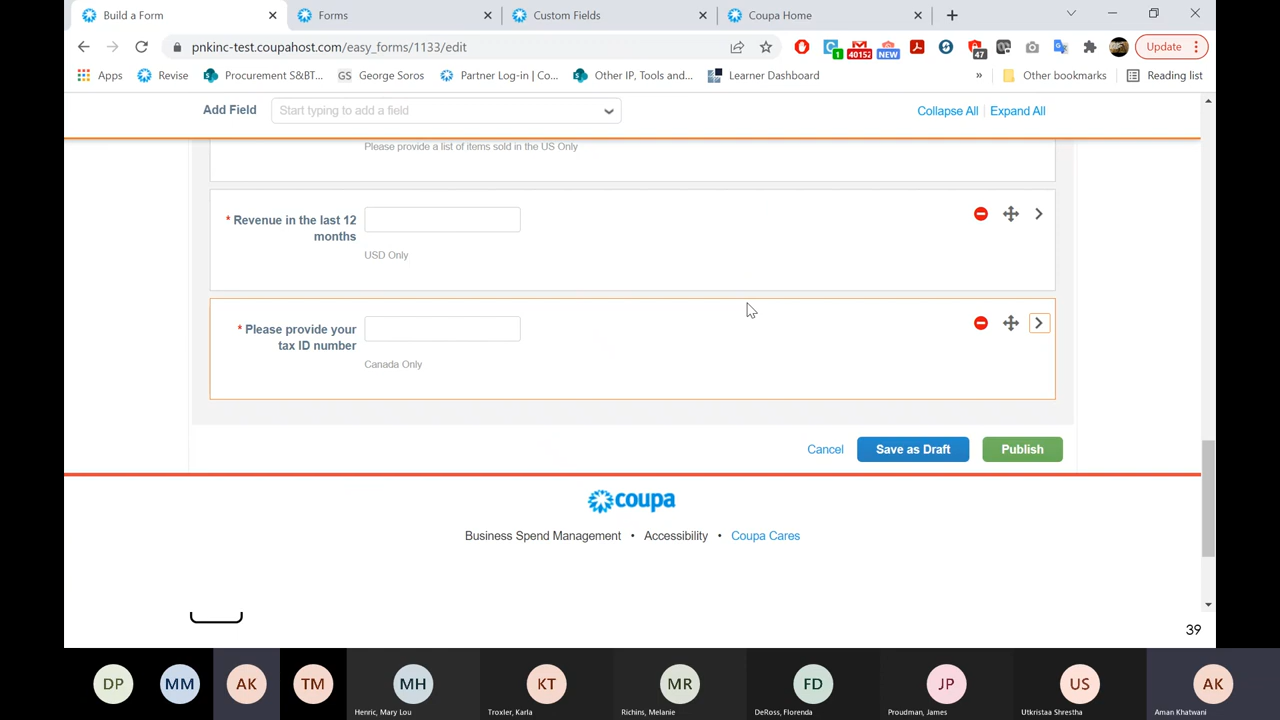 Build a Form
Forms
Custom Fields
Coupa Home
pnkinc-test.coupahost.com/easy_forms/1133/edit
1
40152
NEW
47
Update
Apps
Revise
Procurement S&BT...
GS George Soros
Partner Log-in | Co...
Other IP, Tools and...
Learner Dashboard
»
Other bookmarks
Reading list
Add Field
Start typing to add a field
Collapse All | Expand All
Please provide a list of items sold in the US Only
* Revenue in the last 12
months
USD Only
* Please provide your
tax ID number
Canada Only
Cancel
Save as Draft
Publish
coupa
Business Spend Management • Accessibility • Coupa Cares
39
DP
MM
AK
TM
MH
KT
MR
FD
JP
US
AK
Henric, Mary Lou
Troxler, Karla
Richins, Melanie
DeRoss, Florenda
Proudman, James
Utkristaa Shrestha
Aman Khatwani